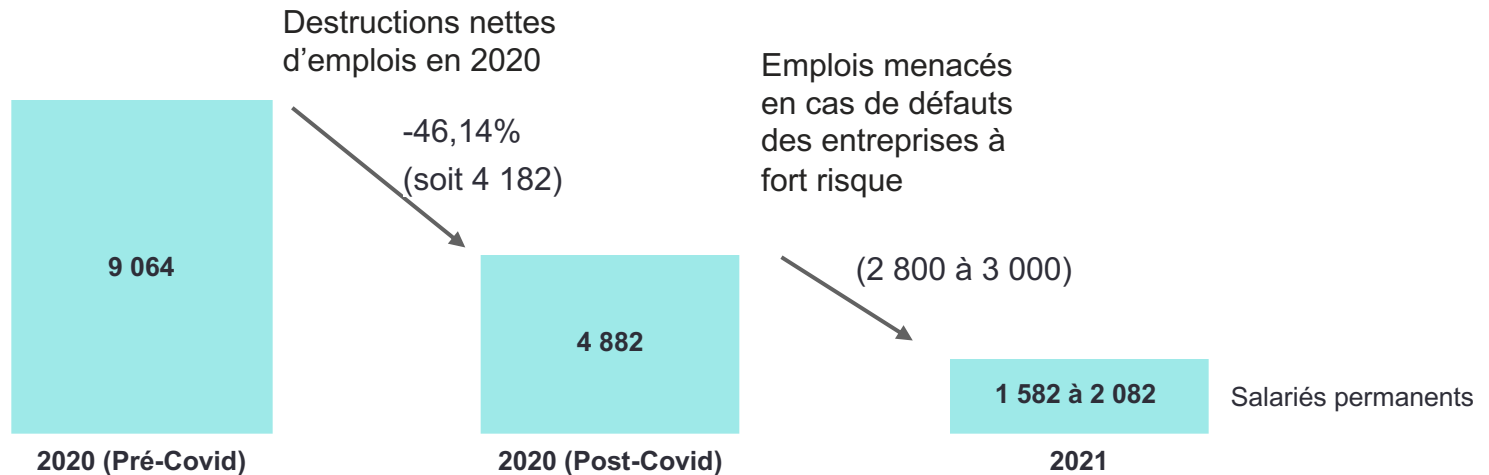 Destructions nettes
d’emplois en 2020
Emplois menacés
en cas de défauts
des entreprises à
fort risque
-46,14%
(soit 4 182)
9 064
(2 800 à 3 000)
4 882
1 582 à 2 082
Salariés permanents
2020 (Pré-Covid)
2020 (Post-Covid)
2021